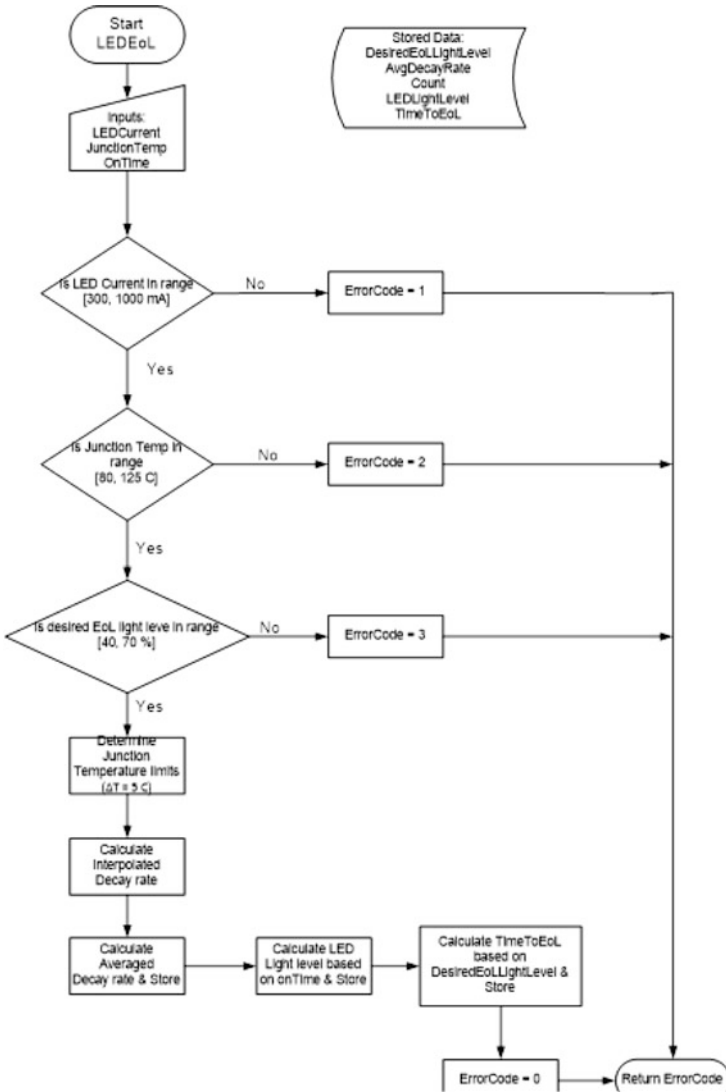 Start
LEDEoL
Stored Data:
DesiredEoLLightLevel
AvgDecayRate
Count
LEDLightLevel
TimeToEoL
Inputs:
LEDCurrent
JunctionTemp
OnTime
Is LED Current in range
[300, 1000 mA]
No
ErrorCode = 1
Yes
Is Junction Temp in
range
[80, 125 C]
No
ErrorCode = 2
Yes
Is desired EoL light leve in range
[40, 70 %]
No
ErrorCode = 3
Yes
Determine
Junction
Temperature limits
(ΔT = 5 C)
Calculate
Interpolated
Decay rate
Calculate
Averaged
Decay rate & Store
Calculate LED
Light level based
on onTime & Store
Calculate TimeToEoL
based on
DesiredEoLLightLevel &
Store
ErrorCode = 0
Return ErrorCode